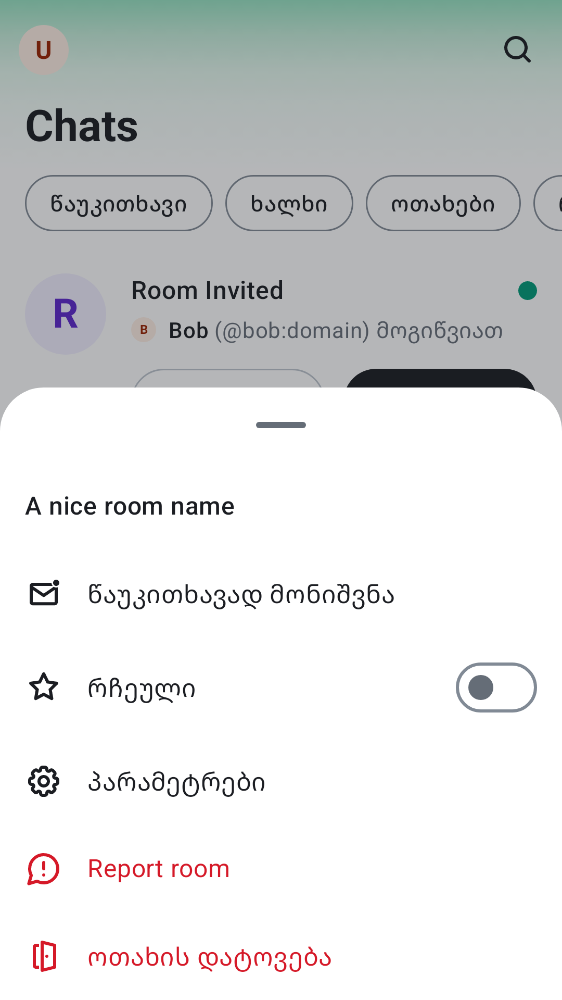 U
Chats
წაუკითხავი
ხალხი
ოთახები
R
Room Invited
B
Bob (@bob:domain) მოგიწვიათ
A nice room name
წაუკითხავად მონიშვნა
რჩეული
პარამეტრები
Report room
ოთახის დატოვება